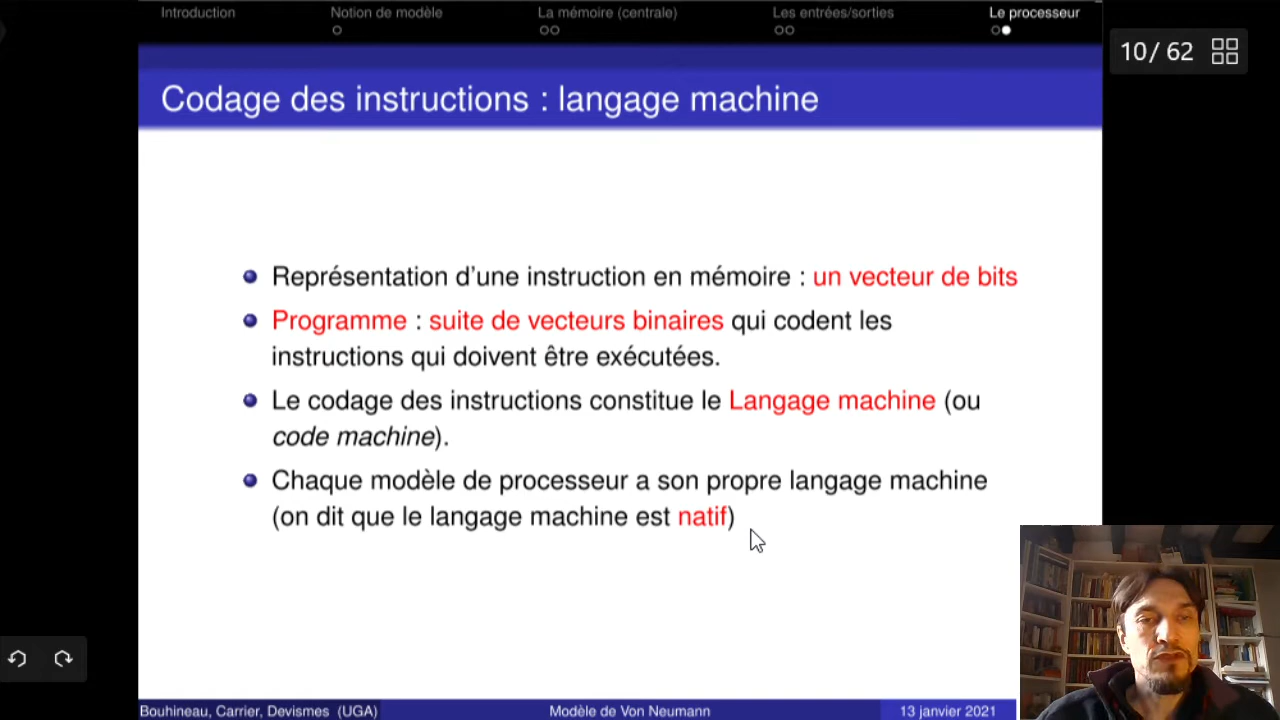 Introduction Notion de modèle La mémoire (centrale) Les entrées/sorties Le processeur
10/ 62
Codage des instructions : langage machine
Représentation d'une instruction en mémoire : un vecteur de bits
Programme : suite de vecteurs binaires qui codent les
instructions qui doivent être exécutées.
Le codage des instructions constitue le Langage machine (ou
code machine).
Chaque modèle de processeur a son propre langage machine
(on dit que le langage machine est natif)
Bouhineau, Carrier, Devismes (UGA) Modèle de Von Neumann 13 janvier 2021